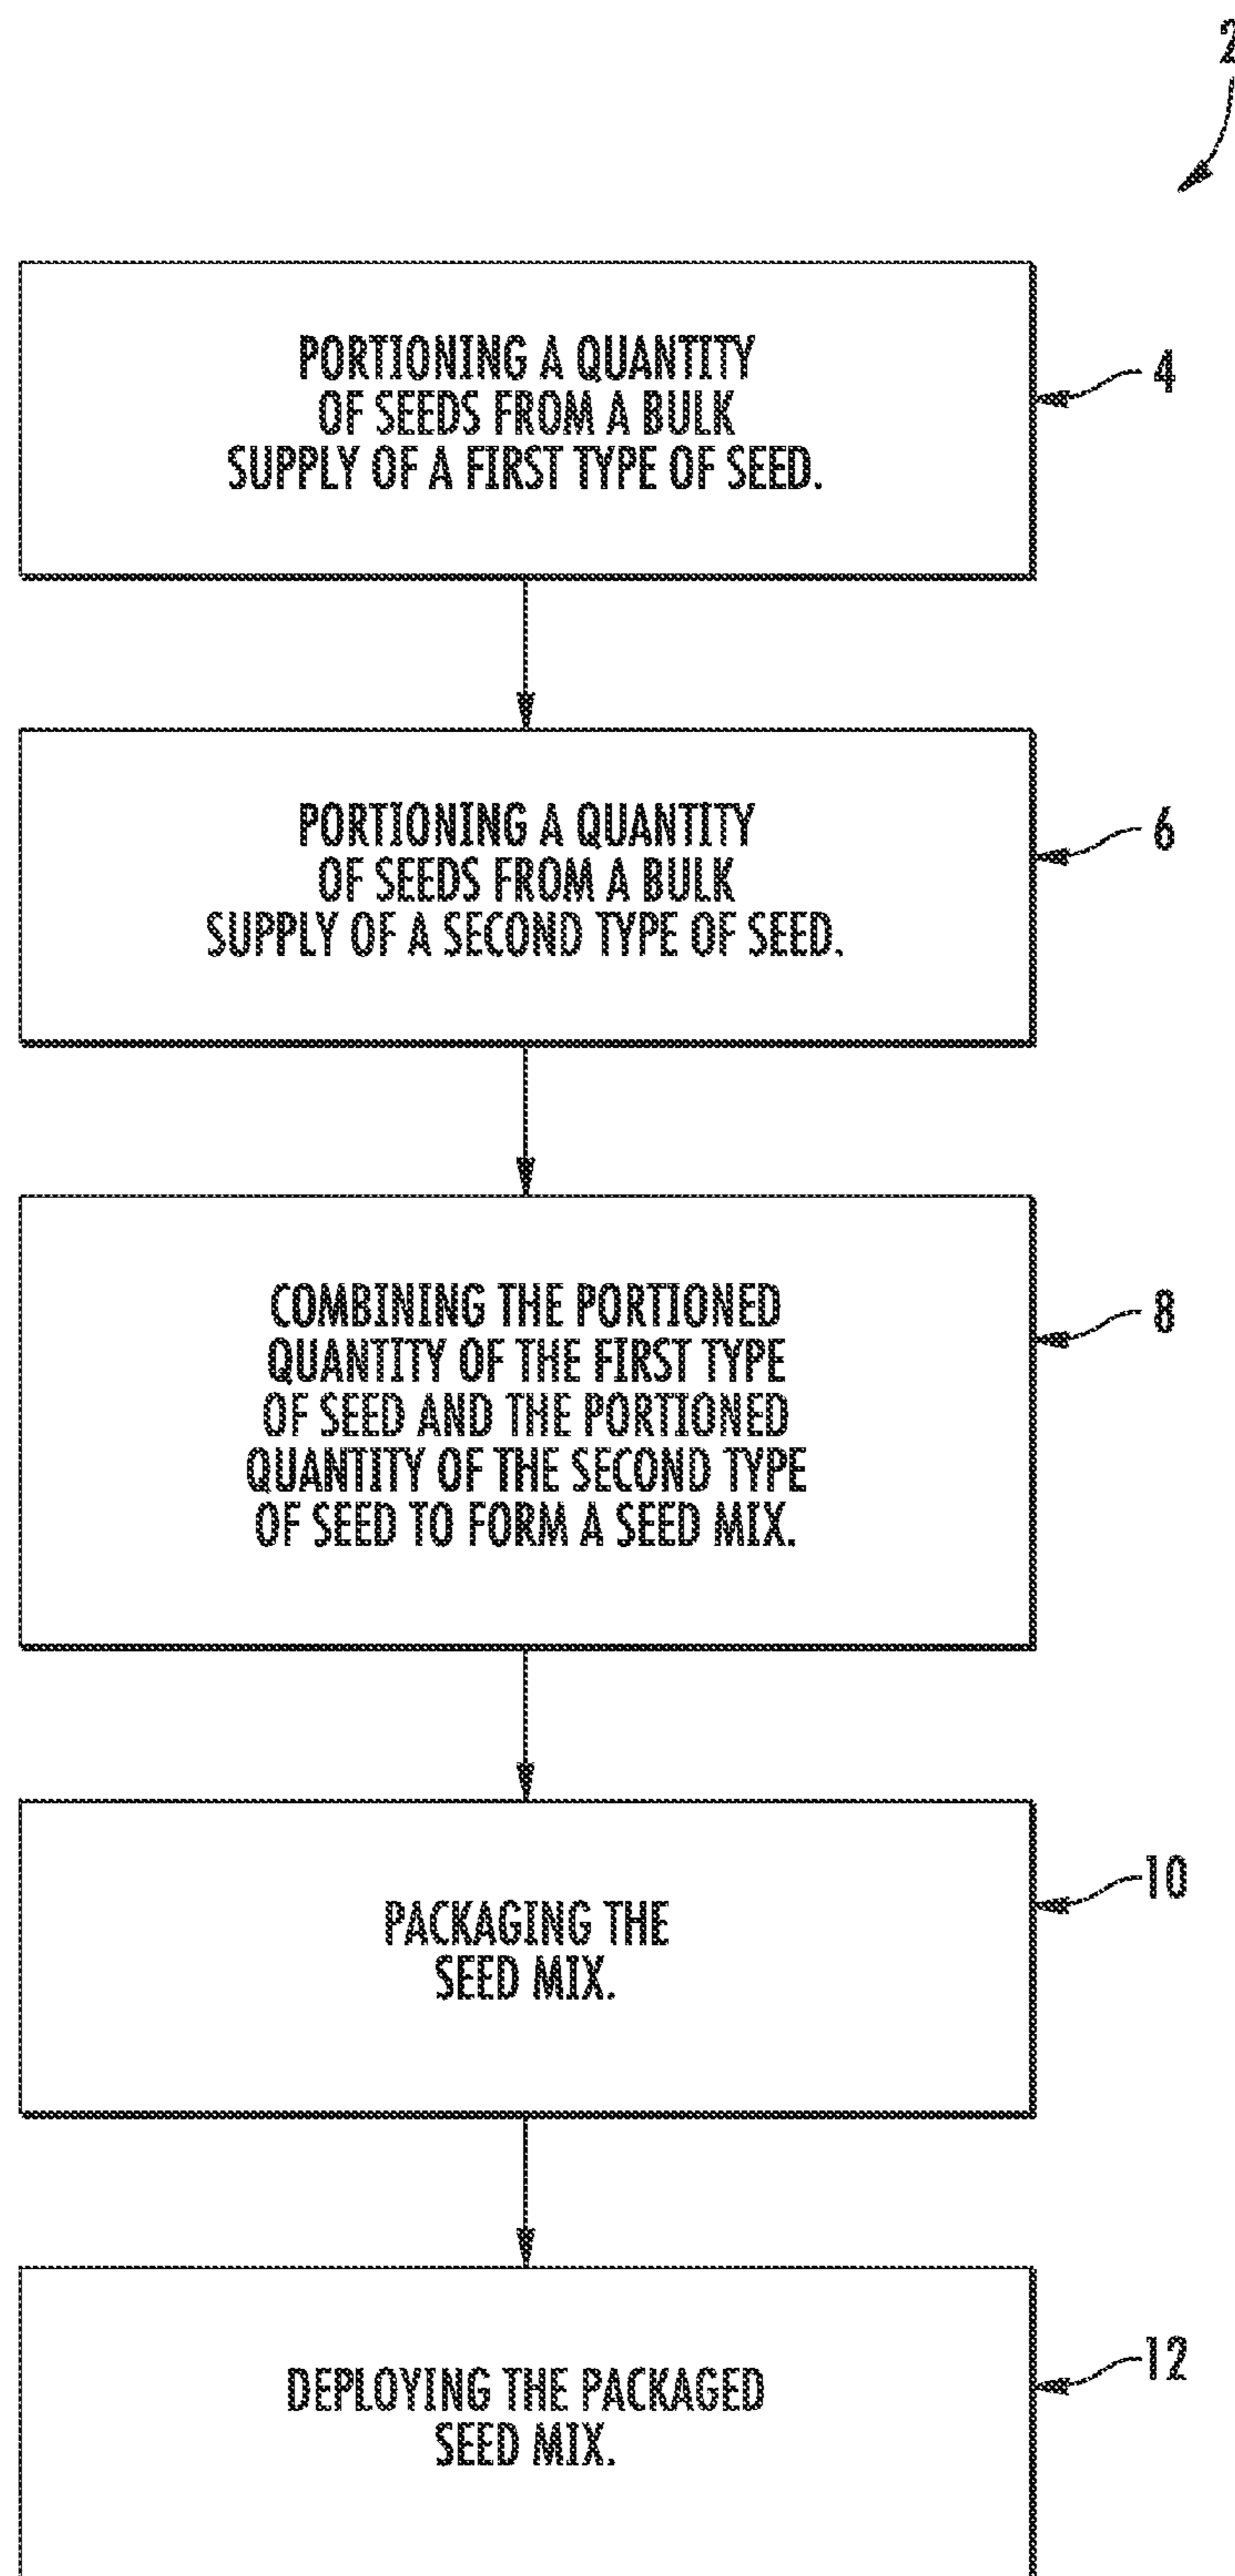 2
PORTIONING A QUANTITY
OF SEEDS FROM A BULK
SUPPLY OF A FIRST TYPE OF SEED.
4
PORTIONING A QUANTITY
OF SEEDS FROM A BULK
SUPPLY OF A SECOND TYPE OF SEED.
6
COMBINING THE PORTIONED
QUANTITY OF THE FIRST TYPE
OF SEED AND THE PORTIONED
QUANTITY OF THE SECOND TYPE
OF SEED TO FORM A SEED MIX.
8
PACKAGING THE
SEED MIX.
10
DEPLOYING THE PACKAGED
SEED MIX.
12